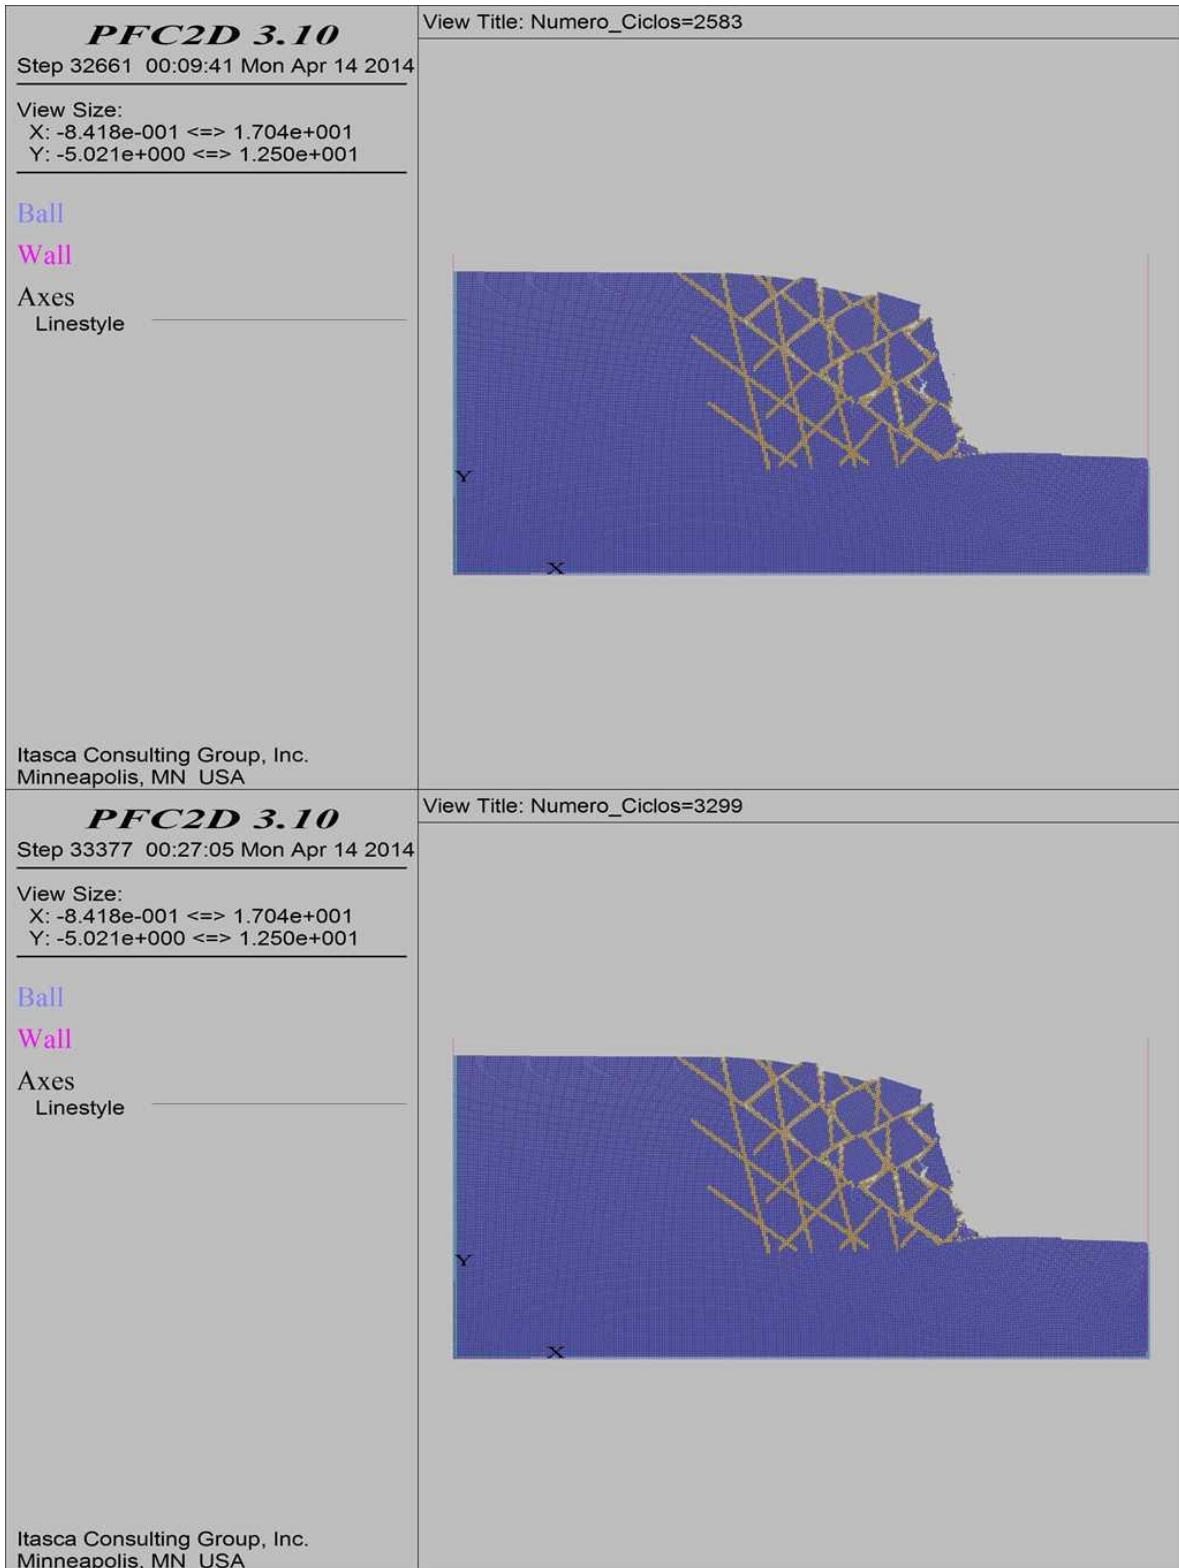 PFC2D 3.10
Step 32661 00:09:41 Mon Apr 14 2014
View Size:
X: -8.418e-001 <=> 1.704e+001
Y: -5.021e+000 <=> 1.250e+001
Ball
Wall
Axes
Linestyle
Itasca Consulting Group, Inc.
Minneapolis, MN USA
View Title: Numero_Ciclos=2583
Y
X
PFC2D 3.10
Step 33377 00:27:05 Mon Apr 14 2014
View Size:
X: -8.418e-001 <=> 1.704e+001
Y: -5.021e+000 <=> 1.250e+001
Ball
Wall
Axes
Linestyle
Itasca Consulting Group, Inc.
Minneapolis, MN USA
View Title: Numero_Ciclos=3299
Y
X